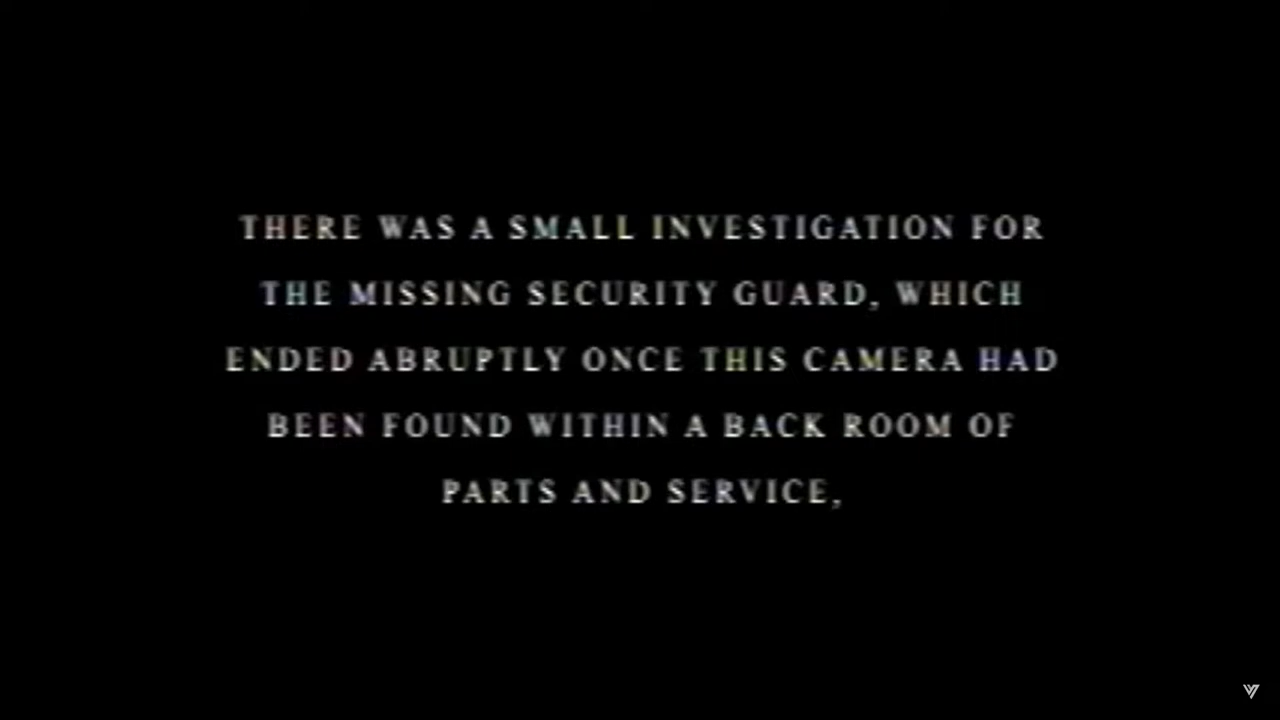 THERE WAS A SMALL INVESTIGATION FOR
THE MISSING SECURITY GUARD, WHICH
ENDED ABRUPTLY ONCE THIS CAMERA HAD
BEEN FOUND WITHIN A BACK ROOM OF
PARTS AND SERVICE,